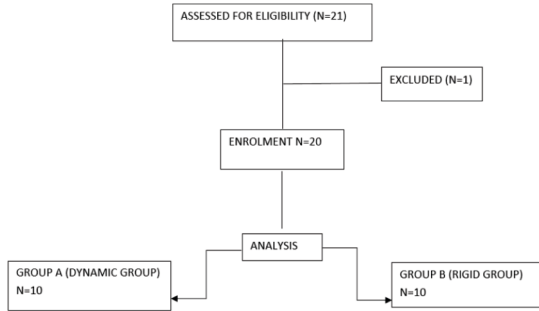 ASSESSED FOR ELIGIBILITY (N=21)
EXCLUDED (N=1)
ENROLMENT N=20
ANALYSIS
GROUP A (DYNAMIC GROUP)
N=10
GROUP B (RIGID GROUP)
N=10